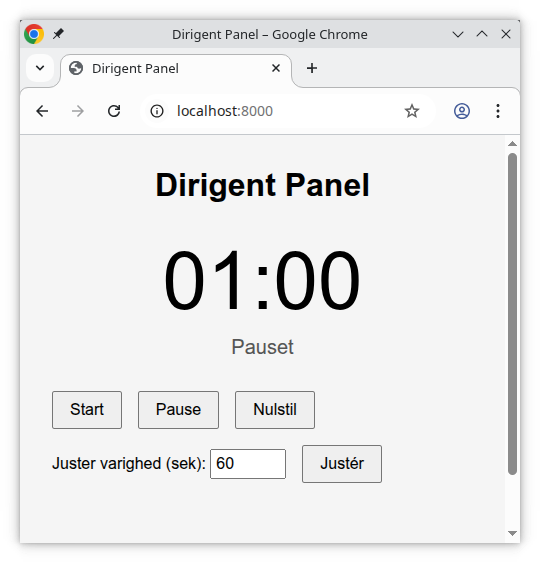 Dirigent Panel – Google Chrome
Dirigent Panel
localhost:8000
Dirigent Panel
01:00
Pauset
Start Pause Nulstil
Juster varighed (sek): 60 Justér